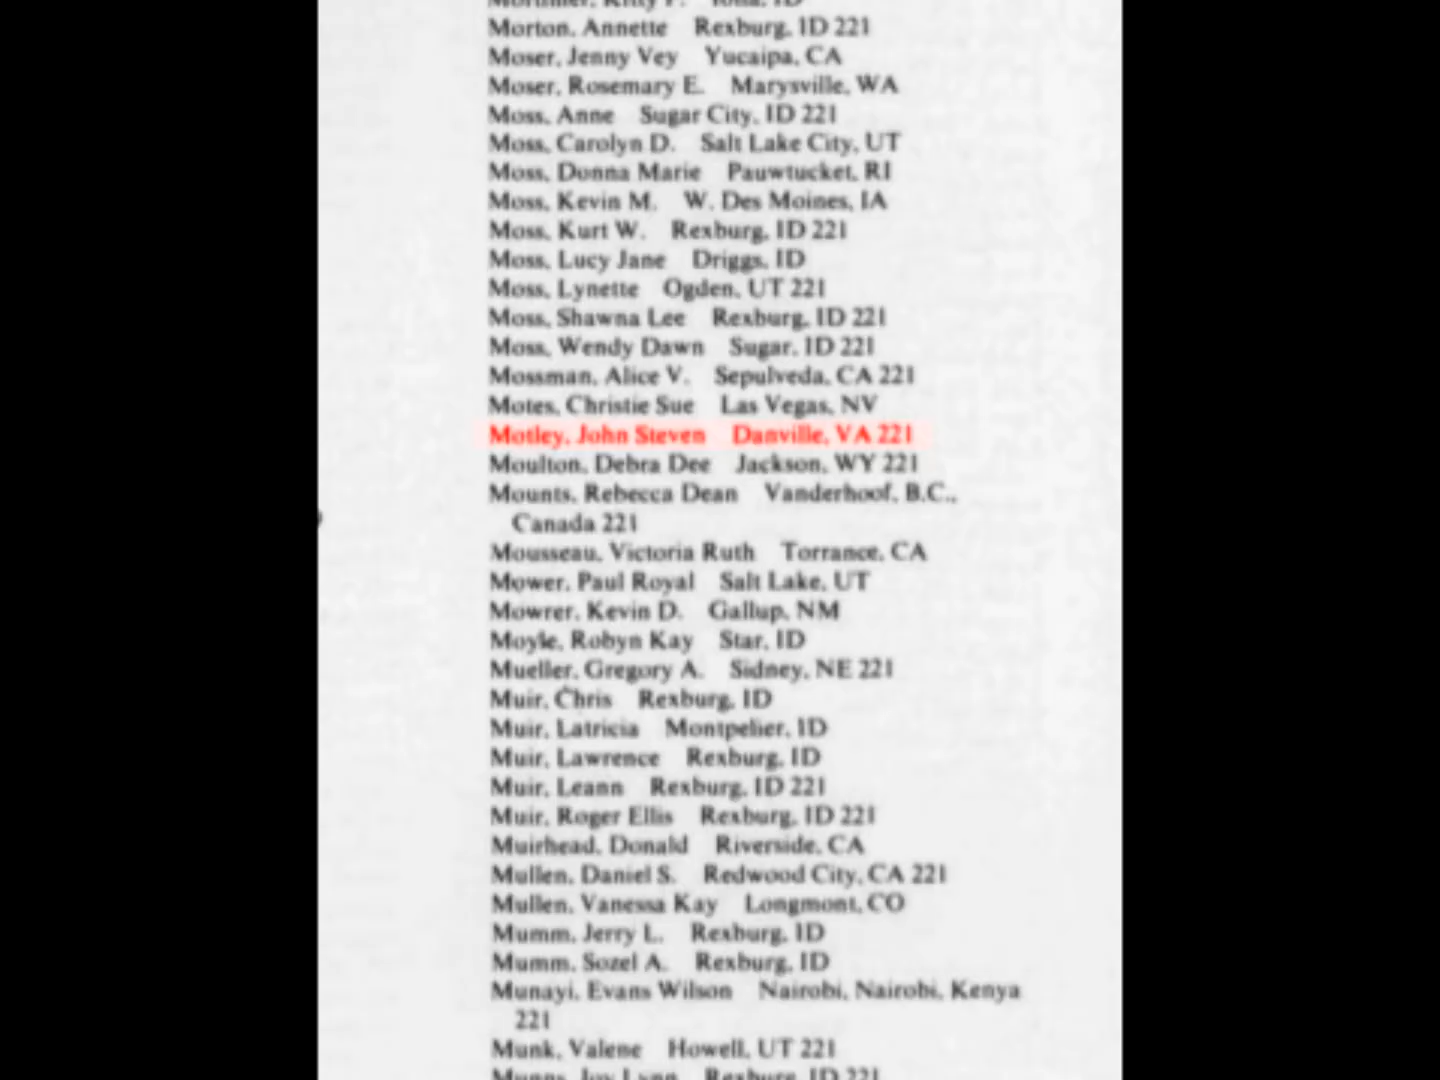 Mortimer, Kitty P. Iona, ID
Morton, Annette Rexburg, ID 221
Moser, Jenny Vey Yucaipa, CA
Moser, Rosemary E. Marysville, WA
Moss, Anne Sugar City, ID 221
Moss, Carolyn D. Salt Lake City, UT
Moss, Donna Marie Pauwtucket, RI
Moss, Kevin M. W. Des Moines, IA
Moss, Kurt W. Rexburg, ID 221
Moss, Lucy Jane Driggs, ID
Moss, Lynette Ogden, UT 221
Moss, Shawna Lee Rexburg, ID 221
Moss, Wendy Dawn Sugar, ID 221
Mossman, Alice V. Sepulveda, CA 221
Motes, Christie Sue Las Vegas, NV
Motley, John Steven Danville, VA 221
Moulton, Debra Dee Jackson, WY 221
Mounts, Rebecca Dean Vanderhoof, B.C.,
Canada 221
Mousseau, Victoria Ruth Torrance, CA
Mower, Paul Royal Salt Lake, UT
Mowrer, Kevin D. Gallup, NM
Moyle, Robyn Kay Star, ID
Mueller, Gregory A. Sidney, NE 221
Muir, Chris Rexburg, ID
Muir, Latricia Montpelier, ID
Muir, Lawrence Rexburg, ID
Muir, Leann Rexburg, ID 221
Muir, Roger Ellis Rexburg, ID 221
Muirhead, Donald Riverside, CA
Mullen, Daniel S. Redwood City, CA 221
Mullen, Vanessa Kay Longmont, CO
Mumm, Jerry L. Rexburg, ID
Mumm, Sozel A. Rexburg, ID
Munayi, Evans Wilson Nairobi, Nairobi, Kenya
221
Munk, Valene Howell, UT 221
Joy Lynn Rexburg, ID 221